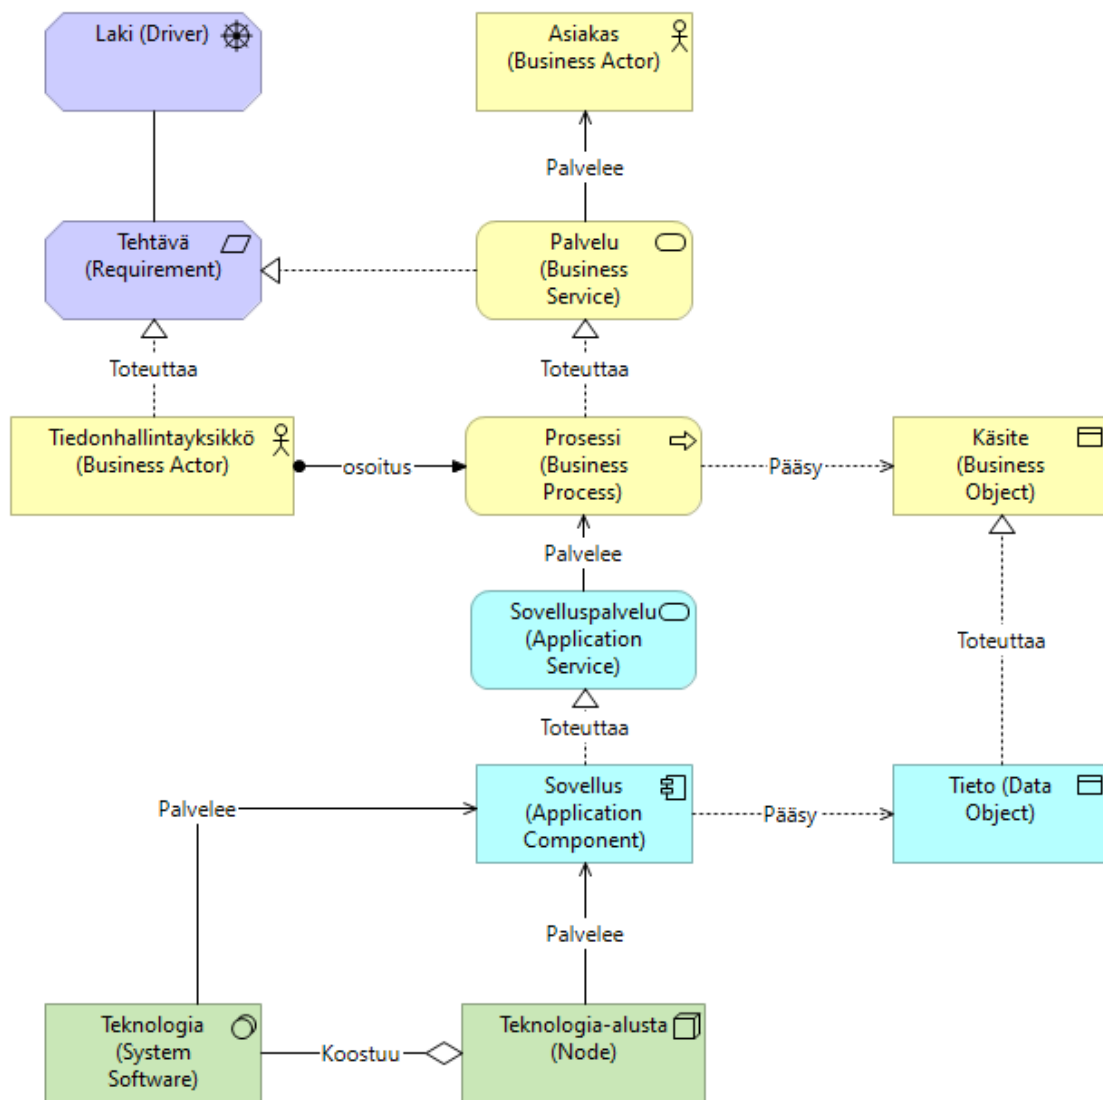 Laki (Driver)
Asiakas
(Business Actor)
Palvelee
Tehtävä
(Requirement)
Palvelu
(Business
Service)
Toteuttaa
Toteuttaa
Tiedonhallintayksikkö
(Business Actor)
osoitus
Prosessi
(Business
Process)
Pääsy
Käsite
(Business
Object)
Palvelee
Sovelluspalvelu
(Application
Service)
Toteuttaa
Toteuttaa
Palvelee
Sovellus
(Application
Component)
Pääsy
Tieto (Data
Object)
Palvelee
Teknologia
(System
Software)
Koostuu
Teknologia-alusta
(Node)